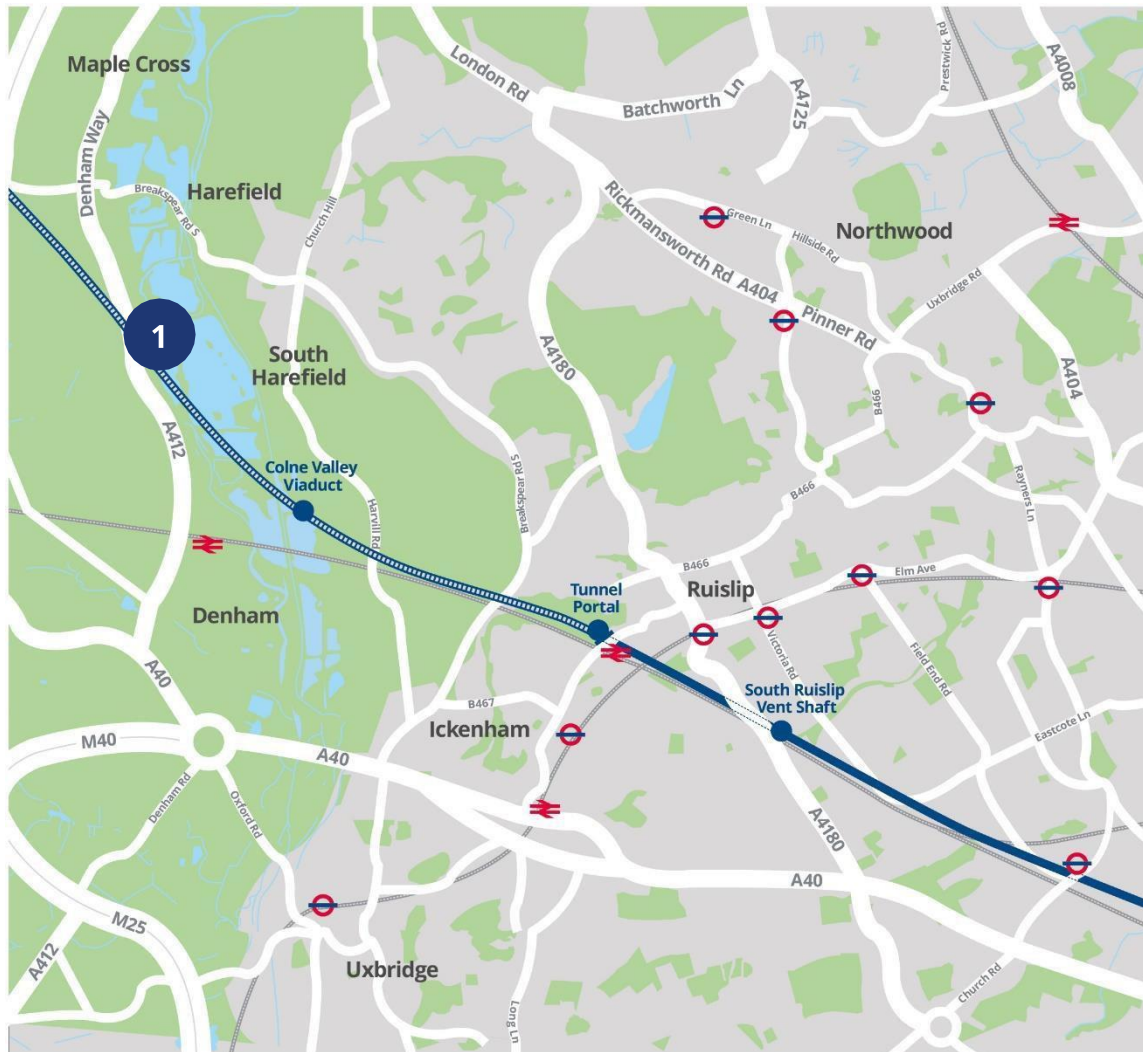 Maple Cross
London Rd
Batchworth Ln
A4125
Prestwick Rd
A4008
Denham Way
Harefield
Breakspear Rd S
Church Hill
Rickmansworth Rd A404
Green Ln
Hillside Rd
Northwood
Uxbridge Rd
Pinner Rd
1
South
Harefield
A4180
A404
B466
A412
Colne Valley
Viaduct
Harvill Rd
Breakspear Rd S
B466
Rayners Ln
B466
Elm Ave
Tunnel
Portal
Ruislip
Denham
Victoria Rd
Field End Rd
A40
B467
Ickenham
South Ruislip
Vent Shaft
Eastcote Ln
M40
A40
Denham Rd
Oxford Rd
A4180
A40
M25
A412
Uxbridge
Long Ln
Church Rd